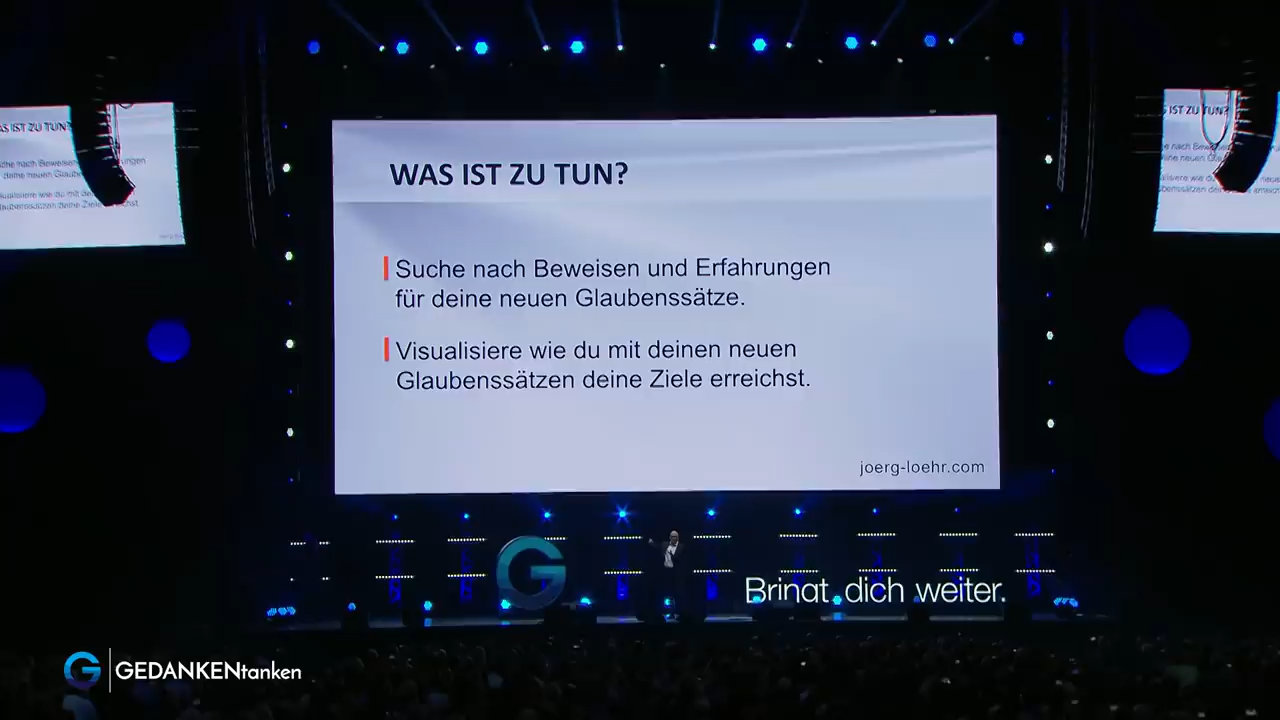 WAS IST ZU TUN?
Suche nach Beweisen und Erfahrungen
für deine neuen Glaubenssätze.
Visualisiere wie du mit deinen neuen
Glaubenssätzen deine Ziele erreichst.
joerg-loehr.com
G
Bringt dich weiter.
G GEDANKENtanken